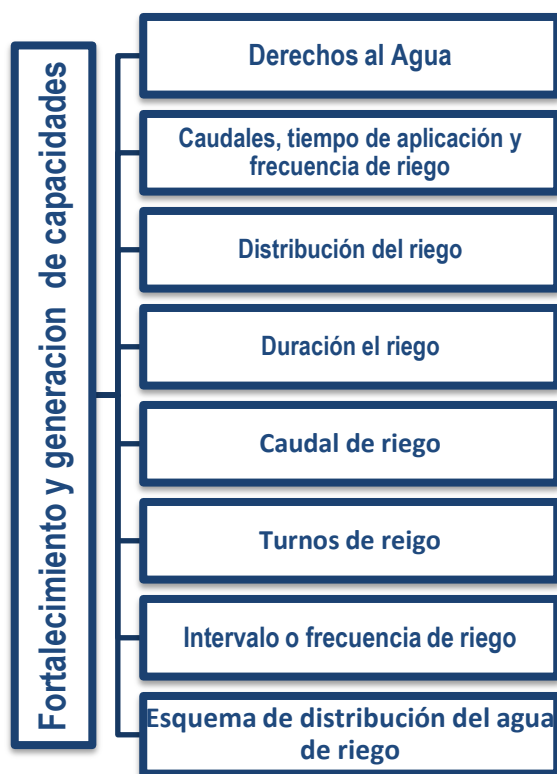 Fortalecimiento y generacion de capacidades
Derechos al Agua
Caudales, tiempo de aplicación y
frecuencia de riego
Distribución del riego
Duración el riego
Caudal de riego
Turnos de reigo
Intervalo o frecuencia de riego
Esquema de distribución del agua
de riego